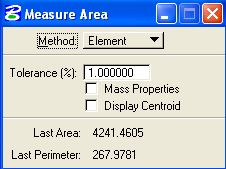 Measure Area
Method: Element
Tolerance (%): 1.000000
Mass Properties
Display Centroid
Last Area: 4241.4605
Last Perimeter: 267.9781